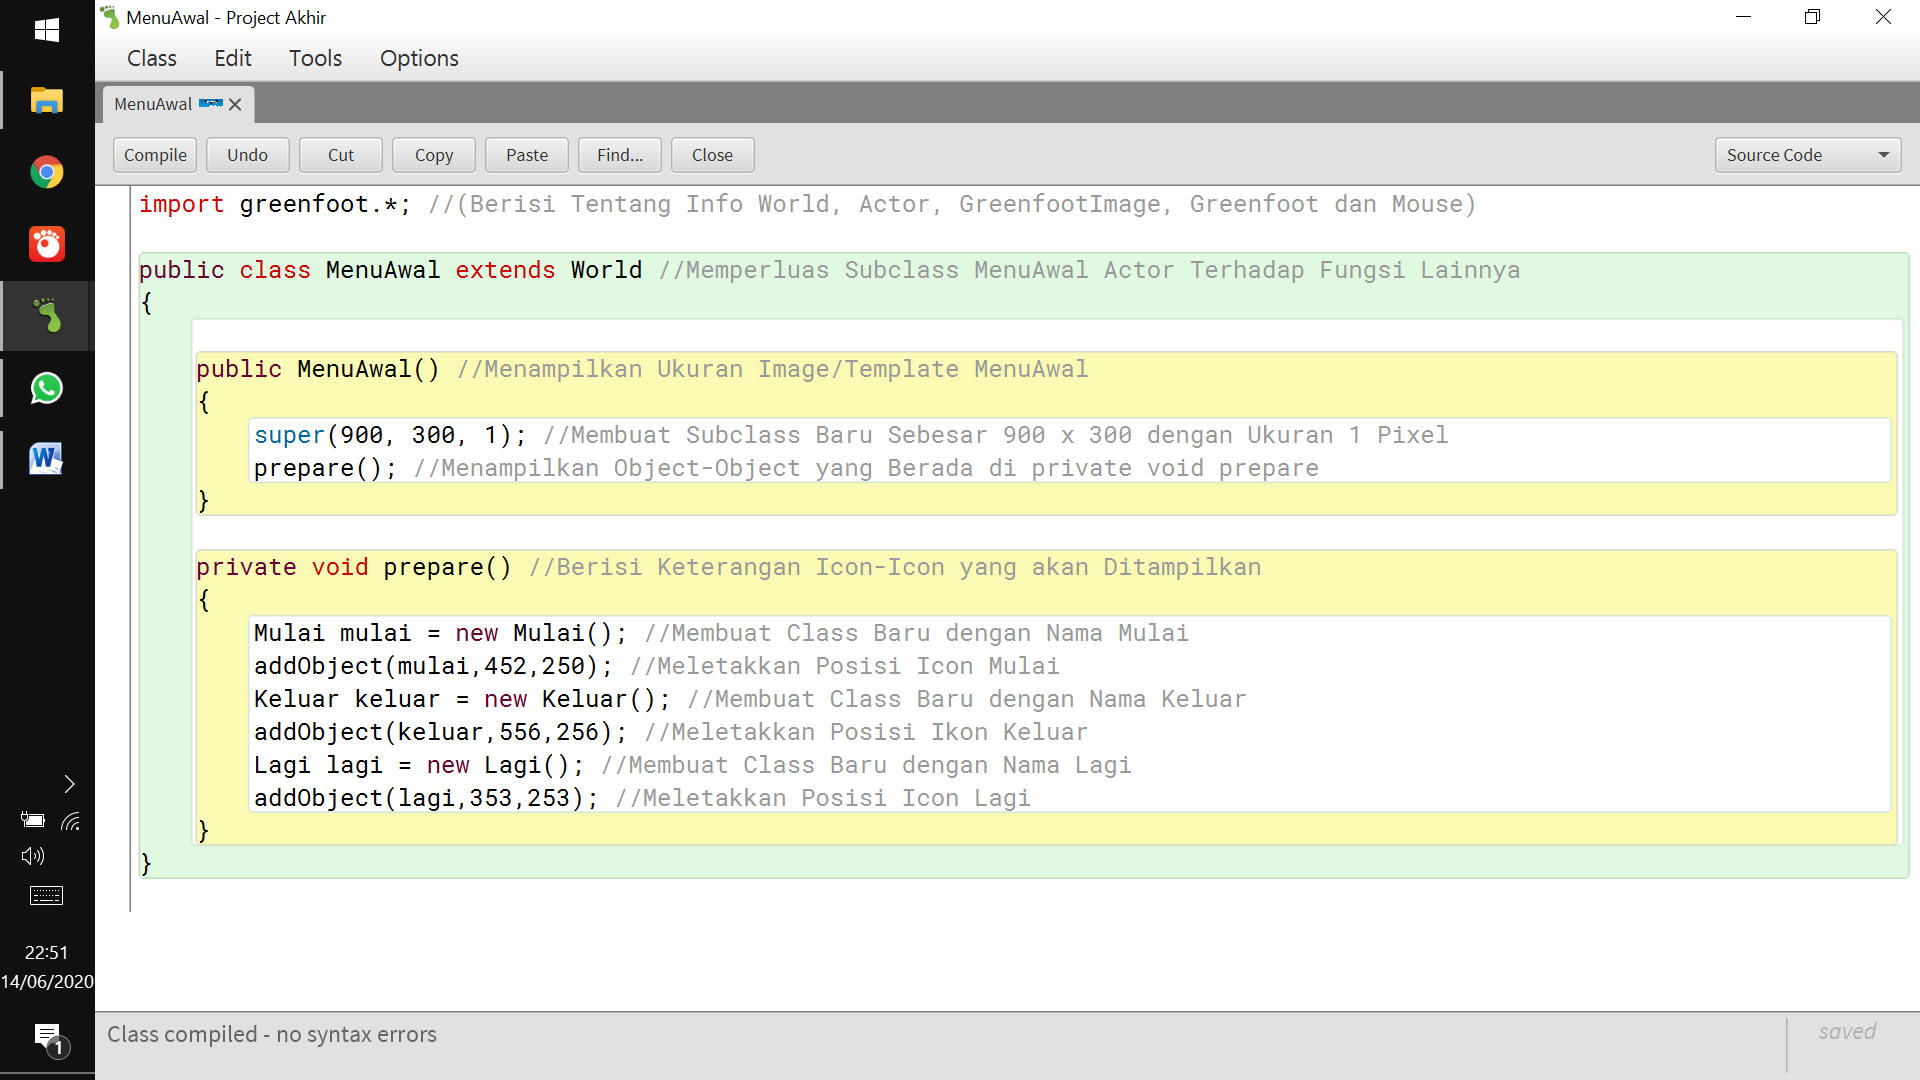 MenuAwal - Project Akhir
Class Edit Tools Options
MenuAwal
Compile Undo Cut Copy Paste Find... Close Source Code
import greenfoot.*; //(Berisi Tentang Info World, Actor, GreenfootImage, Greenfoot dan Mouse)
public class MenuAwal extends World //Memperluas Subclass MenuAwal Actor Terhadap Fungsi Lainnya
{
public MenuAwal() //Menampilkan Ukuran Image/Template MenuAwal
{
super(900, 300, 1); //Membuat Subclass Baru Sebesar 900 x 300 dengan Ukuran 1 Pixel
prepare(); //Menampilkan Object-Object yang Berada di private void prepare
}
private void prepare() //Berisi Keterangan Icon-Icon yang akan Ditampilkan
{
Mulai mulai = new Mulai(); //Membuat Class Baru dengan Nama Mulai
addObject(mulai,452,250); //Meletakkan Posisi Icon Mulai
Keluar keluar = new Keluar(); //Membuat Class Baru dengan Nama Keluar
addObject(keluar,556,256); //Meletakkan Posisi Ikon Keluar
Lagi lagi = new Lagi(); //Membuat Class Baru dengan Nama Lagi
addObject(lagi,353,253); //Meletakkan Posisi Icon Lagi
}
}
Class compiled - no syntax errors
saved
W
22:51
14/06/2020
1